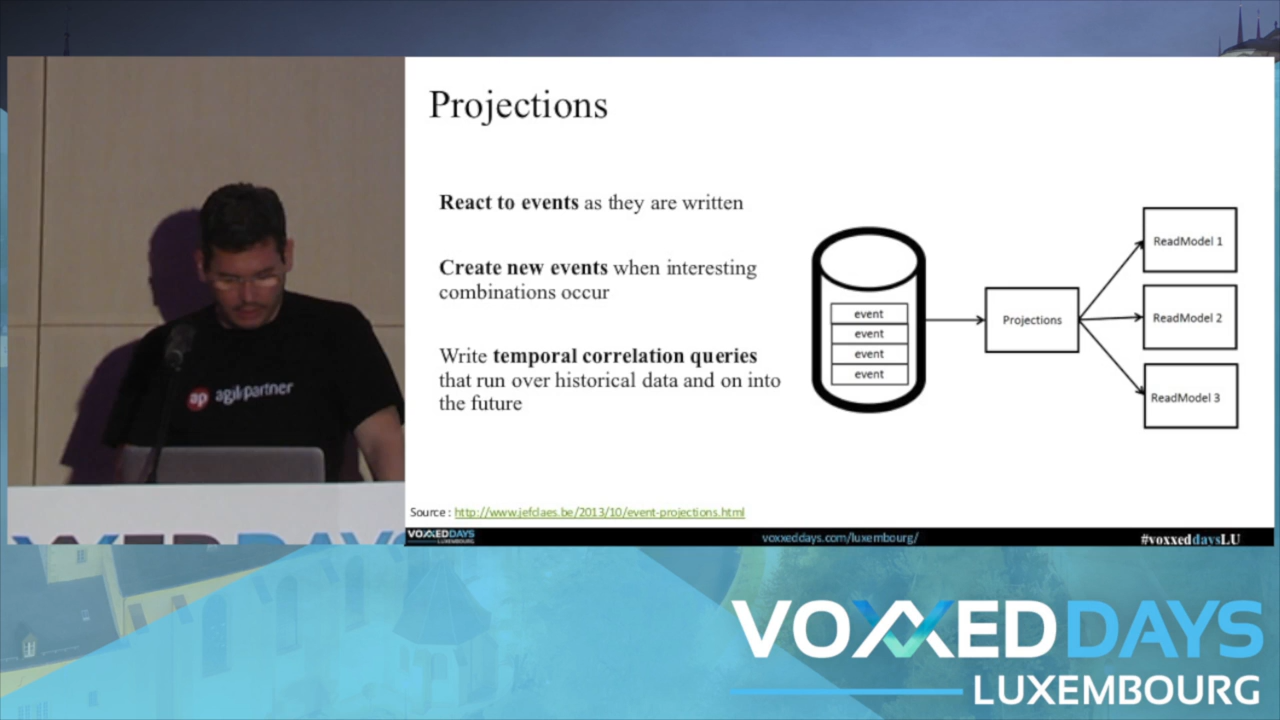 Projections
React to events as they are written
Create new events when interesting
combinations occur
Write temporal correlation queries
that run over historical data and on into
the future
event
event
event
event
Projections
ReadModel 1
ReadModel 2
ReadModel 3
Source : http://www.jefclaes.be/2013/10/event-projections.html
VOXXEDDAYS
LUXEMBOURG
voxxeddays.com/luxembourg/
#voxxeddaysLU
ap agilpartner
VOXXEDDAYS
LUXEMBOURG